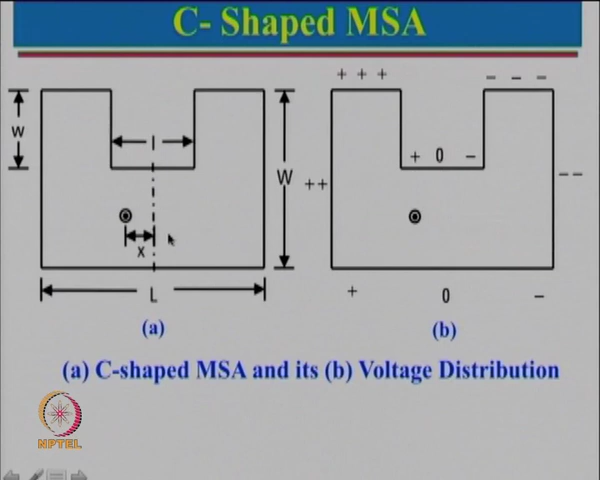 C- Shaped MSA
+ + +
– – –
w
l
W
+ 0 –
++
– –
x
L
+ 0 –
(a)
(b)
(a) C-shaped MSA and its (b) Voltage Distribution
NPTEL